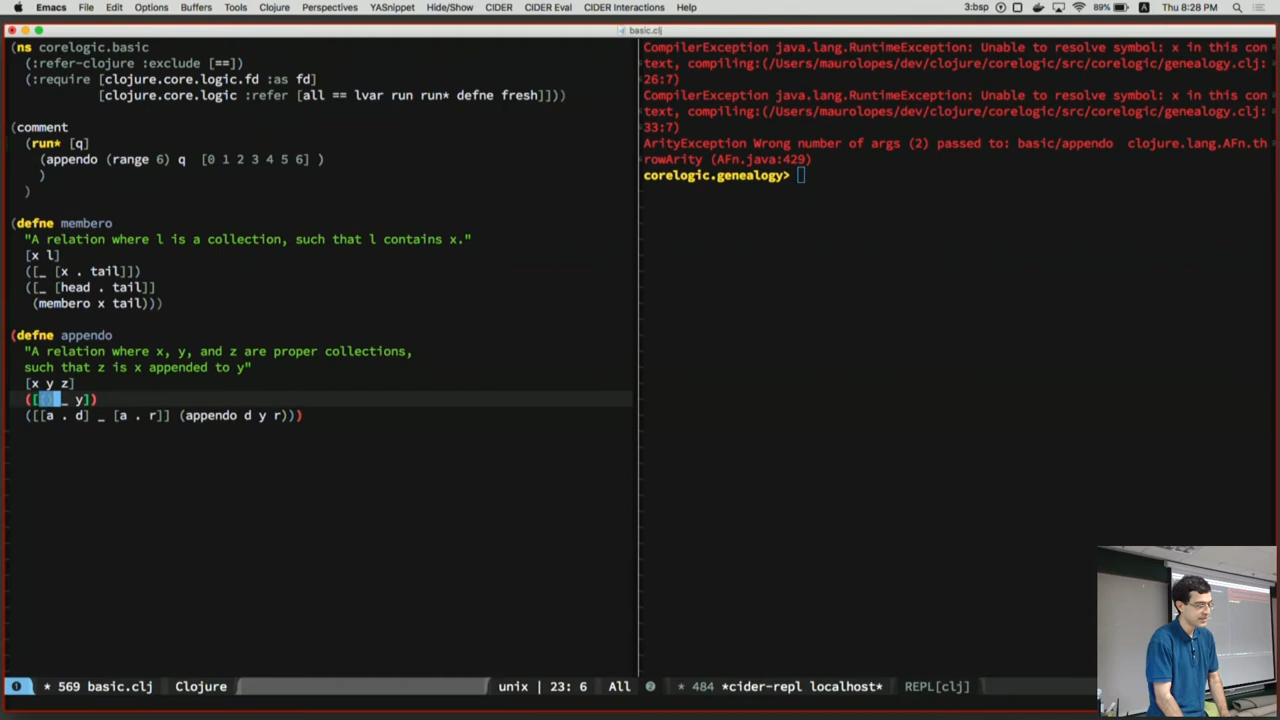 Emacs File Edit Options Buffers Tools Clojure Perspectives YASnippet Hide/Show CIDER CIDER Eval CIDER Interactions Help 3:bsp 89% A Thu 8:28 PM
basic.clj
(ns corelogic.basic
(:refer-clojure :exclude [==])
(:require [clojure.core.logic.fd :as fd]
[clojure.core.logic :refer [all == lvar run run* defne fresh]]))
(comment
(run* [q]
(appendo (range 6) q [0 1 2 3 4 5 6] )
)
)
(defne membero
"A relation where l is a collection, such that l contains x."
[x l]
([_ [x . tail]])
([_ [head . tail]]
(membero x tail)))
(defne appendo
"A relation where x, y, and z are proper collections,
such that z is x appended to y"
[x y z]
([() _ y])
([[a . d] _ [a . r]] (appendo d y r)))
* 569 basic.clj Clojure unix | 23: 6 All
CompilerException java.lang.RuntimeException: Unable to resolve symbol: x in this con
text, compiling:(/Users/maurolopes/dev/clojure/corelogic/src/corelogic/genealogy.clj:
26:7)
CompilerException java.lang.RuntimeException: Unable to resolve symbol: x in this con
text, compiling:(/Users/maurolopes/dev/clojure/corelogic/src/corelogic/genealogy.clj:
33:7)
ArityException Wrong number of args (2) passed to: basic/appendo clojure.lang.AFn.th
rowArity (AFn.java:429)
corelogic.genealogy>
2 * 484 *cider-repl localhost* REPL[clj]